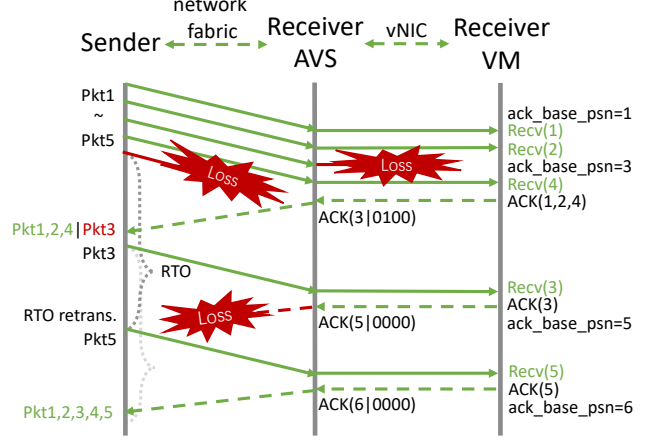 network
Sender fabric Receiver vNIC Receiver
AVS VM
Pkt1
~
Pkt5
ack_base_psn=1
Recv(1)
Recv(2)
Loss
Loss
ack_base_psn=3
Recv(4)
ACK(1,2,4)
ACK(3|0100)
Pkt1,2,4|Pkt3
Pkt3
RTO
Recv(3)
ACK(3)
Loss
ACK(5|0000)
ack_base_psn=5
RTO retrans.
Pkt5
Recv(5)
ACK(5)
ACK(6|0000)
ack_base_psn=6
Pkt1,2,3,4,5